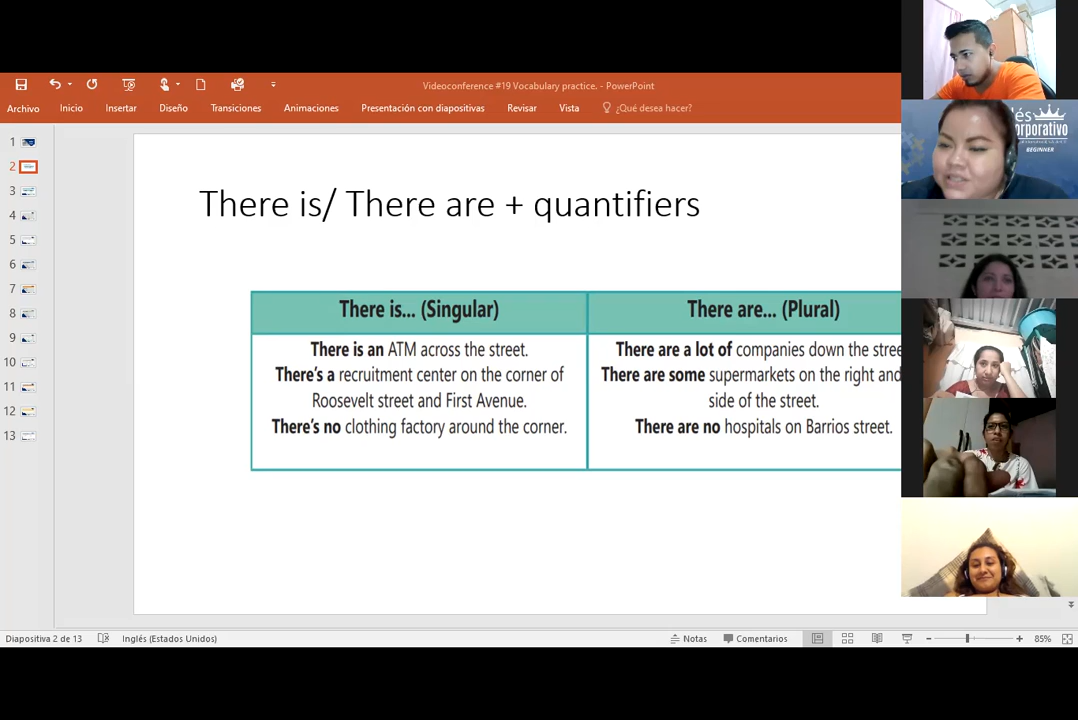 Videoconference #19 Vocabulary practice. - PowerPoint
Archivo Inicio Insertar Diseño Transiciones Animaciones Presentación con diapositivas Revisar Vista ¿Qué desea hacer?
1
2
3
4
5
6
7
8
9
10
11
12
13
There is/ There are + quantifiers
There is... (Singular)
There is an ATM across the street.
There's a recruitment center on the corner of
Roosevelt street and First Avenue.
There's no clothing factory around the corner.
There are... (Plural)
There are a lot of companies down the stree
There are some supermarkets on the right and
side of the street.
There are no hospitals on Barrios street.
és
orporativo
BEGINNER
Diapositiva 2 de 13 Inglés (Estados Unidos) Notas Comentarios 85%